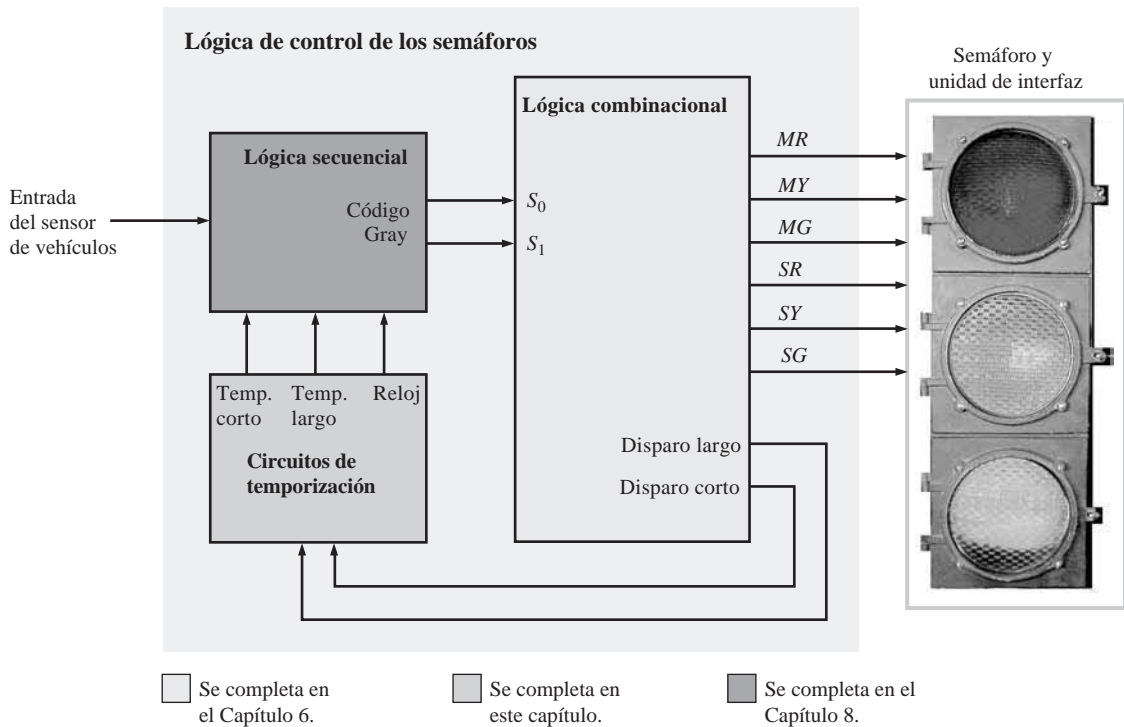 Lógica de control de los semáforos
Semáforo y
unidad de interfaz
Lógica combinacional
Lógica secuencial
Código
Gray
Entrada
del sensor
de vehículos
S0
S1
MR
MY
MG
SR
SY
SG
Temp.
corto
Temp.
largo
Reloj
Circuitos de
temporización
Disparo largo
Disparo corto
Se completa en
el Capítulo 6.
Se completa en
este capítulo.
Se completa en el
Capítulo 8.